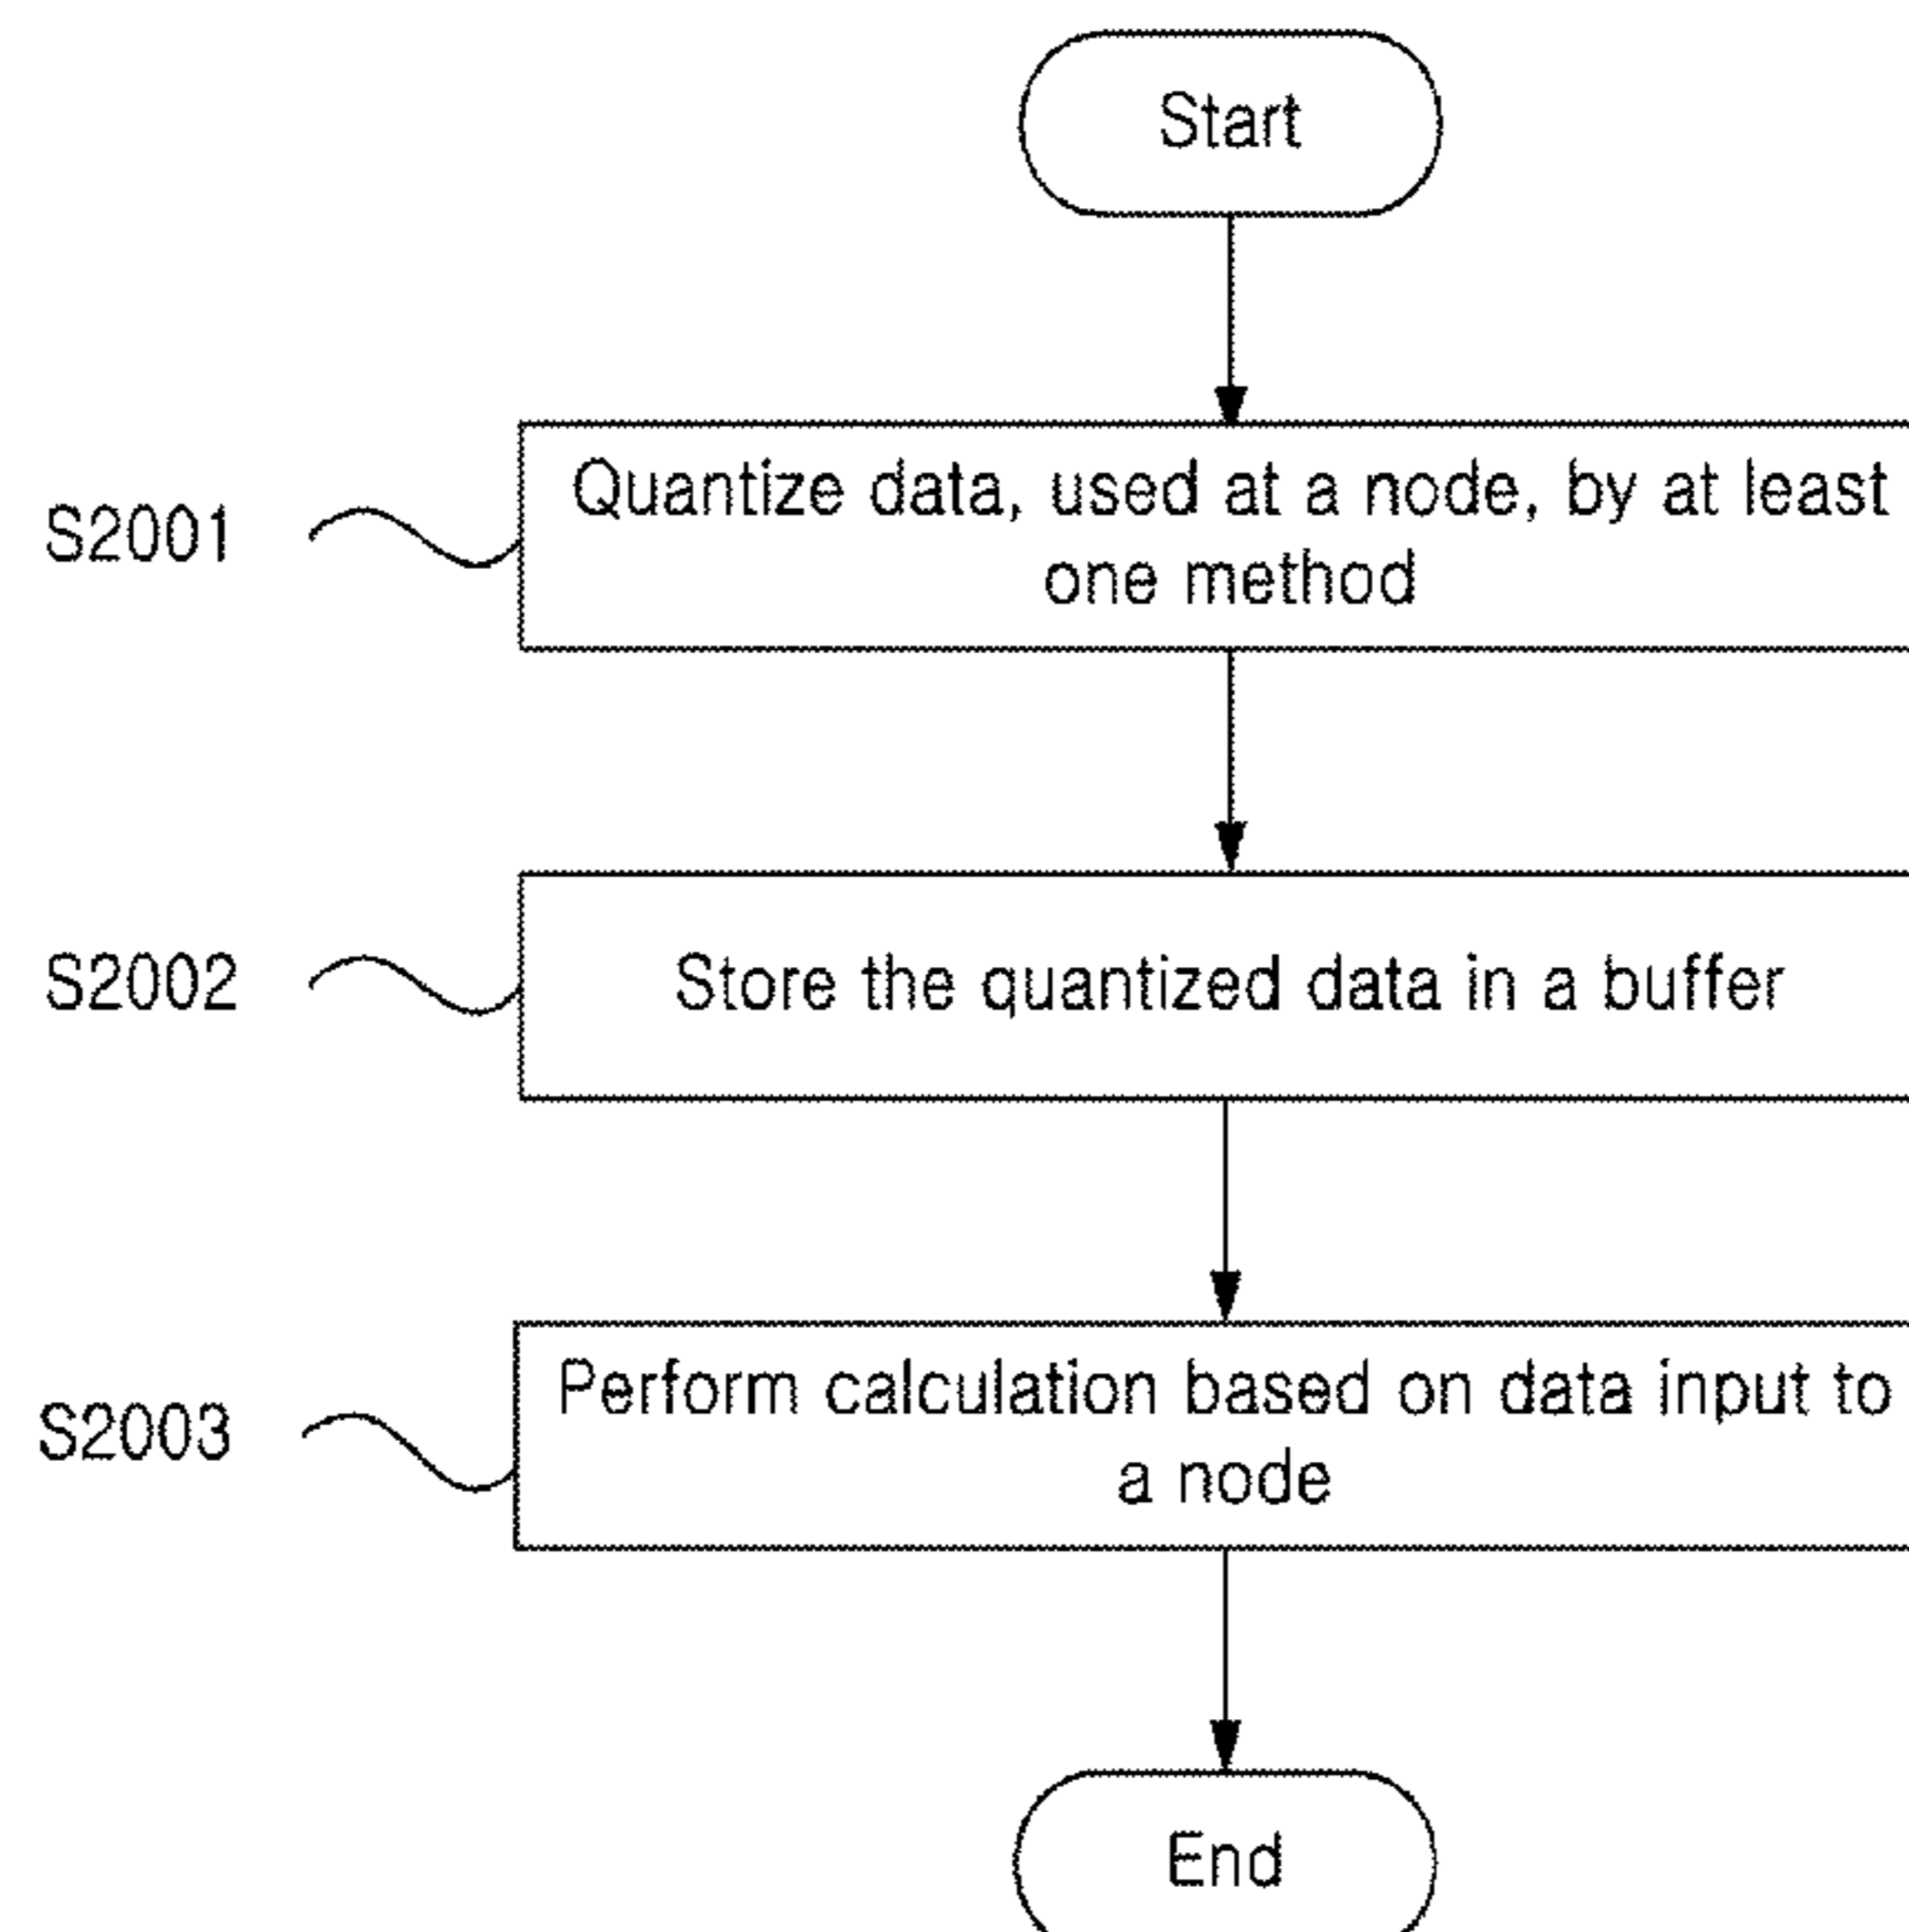 Start
S2001
Quantize data, used at a node, by at least
one method
S2002
Store the quantized data in a buffer
S2003
Perform calculation based on data input to
a node
End